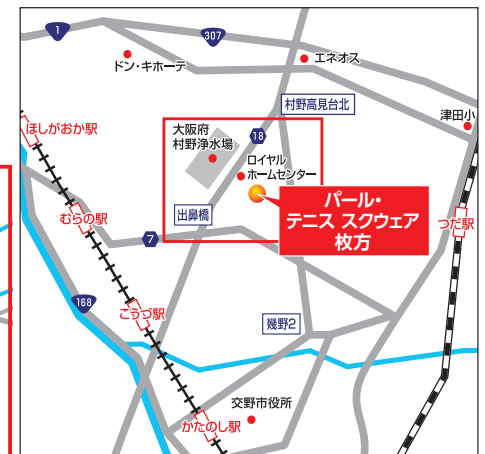 1
307
ドン・キホーテ
エネオス
村野高見台北
津田小
ほしがおか駅
大阪府
村野浄水場
18
ロイヤル
ホームセンター
パール・
テニス スクウェア
枚方
むらの駅
出鼻橋
つだ駅
7
168
こうづ駅
幾野2
交野市役所
かたのし駅